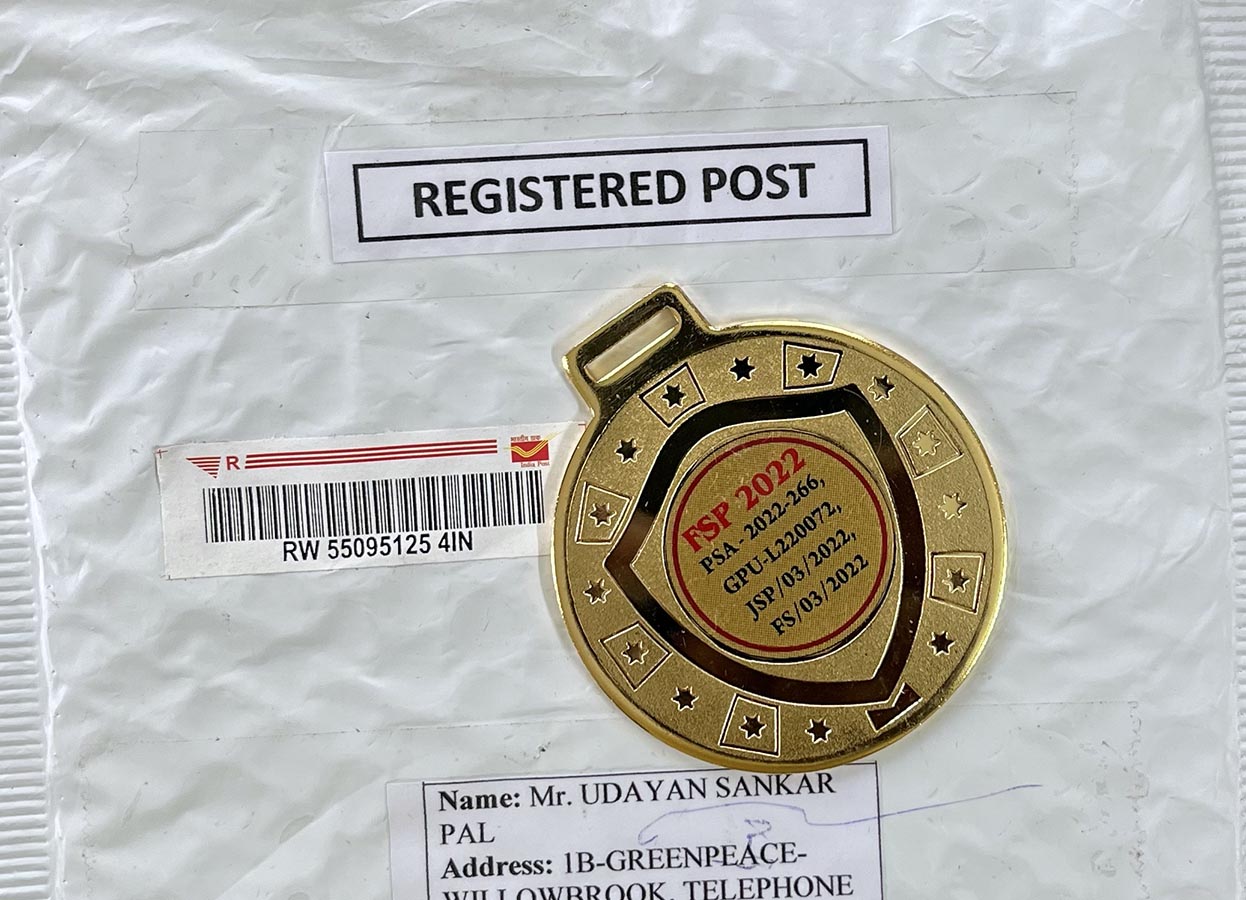 REGISTERED POST
R
भारतीय डाक
India Post
RW 55095125 4IN
FSP 2022
PSA- 2022-266,
GPU-L220072,
JSP/03/2022,
FS/03/2022
Name: Mr. UDAYAN SANKAR
PAL
Address: 1B-GREENPEACE-
WILLOWBROOK, TELEPHONE